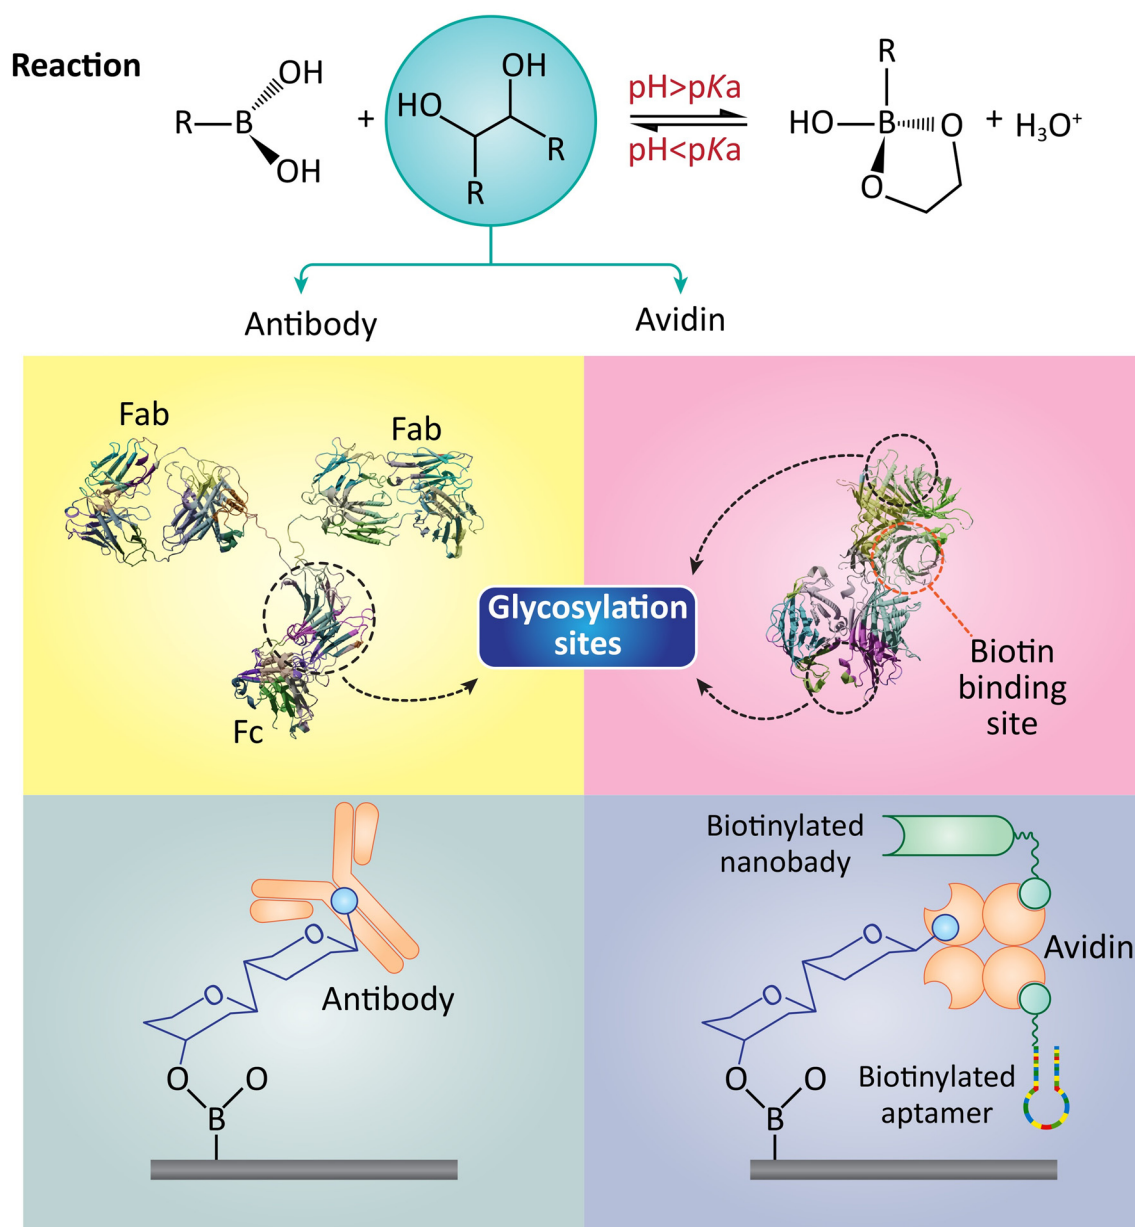 Reaction
R
B
OH
OH
+
HO
OH
R
R
pH>pKa
pH<pKa
R
HO
B
O
O
+ H₃O⁺
Antibody
Avidin
Fab
Fab
Fc
Glycosylation
sites
Biotin
binding
site
Biotinylated
nanobady
O
O
Antibody
O
O
B
O
O
Avidin
O
O
B
Biotinylated
aptamer